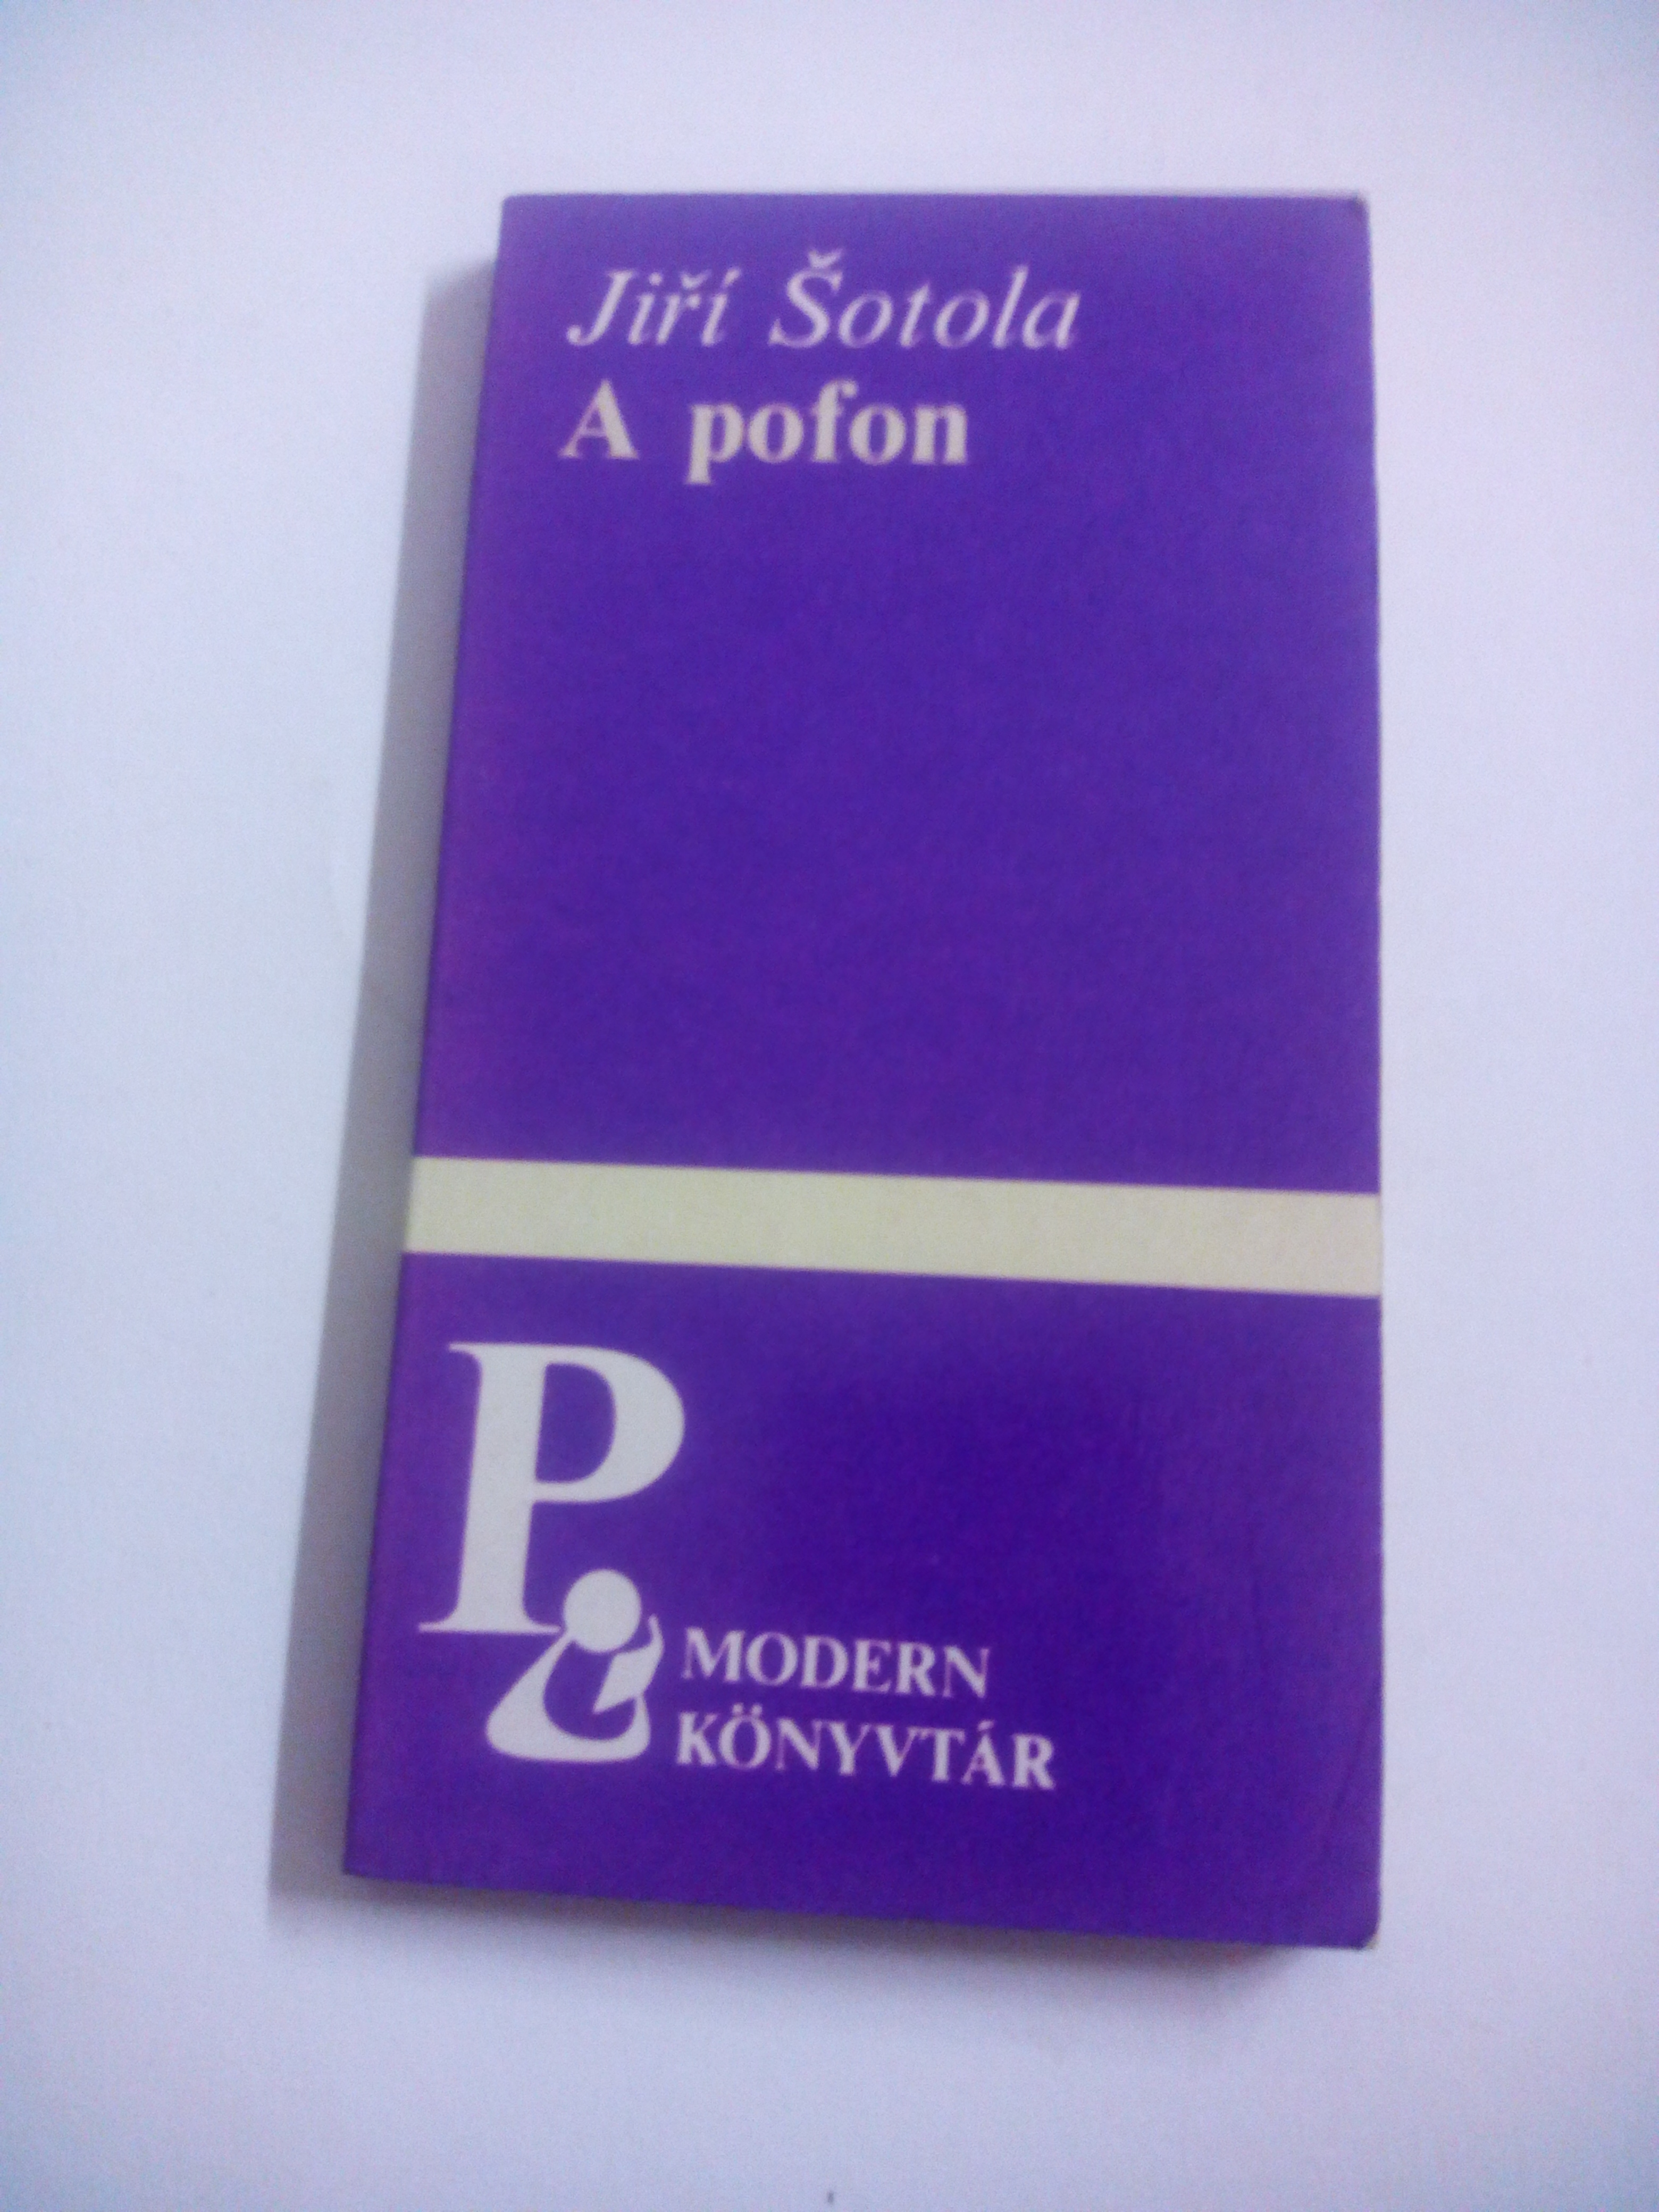 Jiří Šotola
A pofon
P
MODERN
KÖNYVTÁR